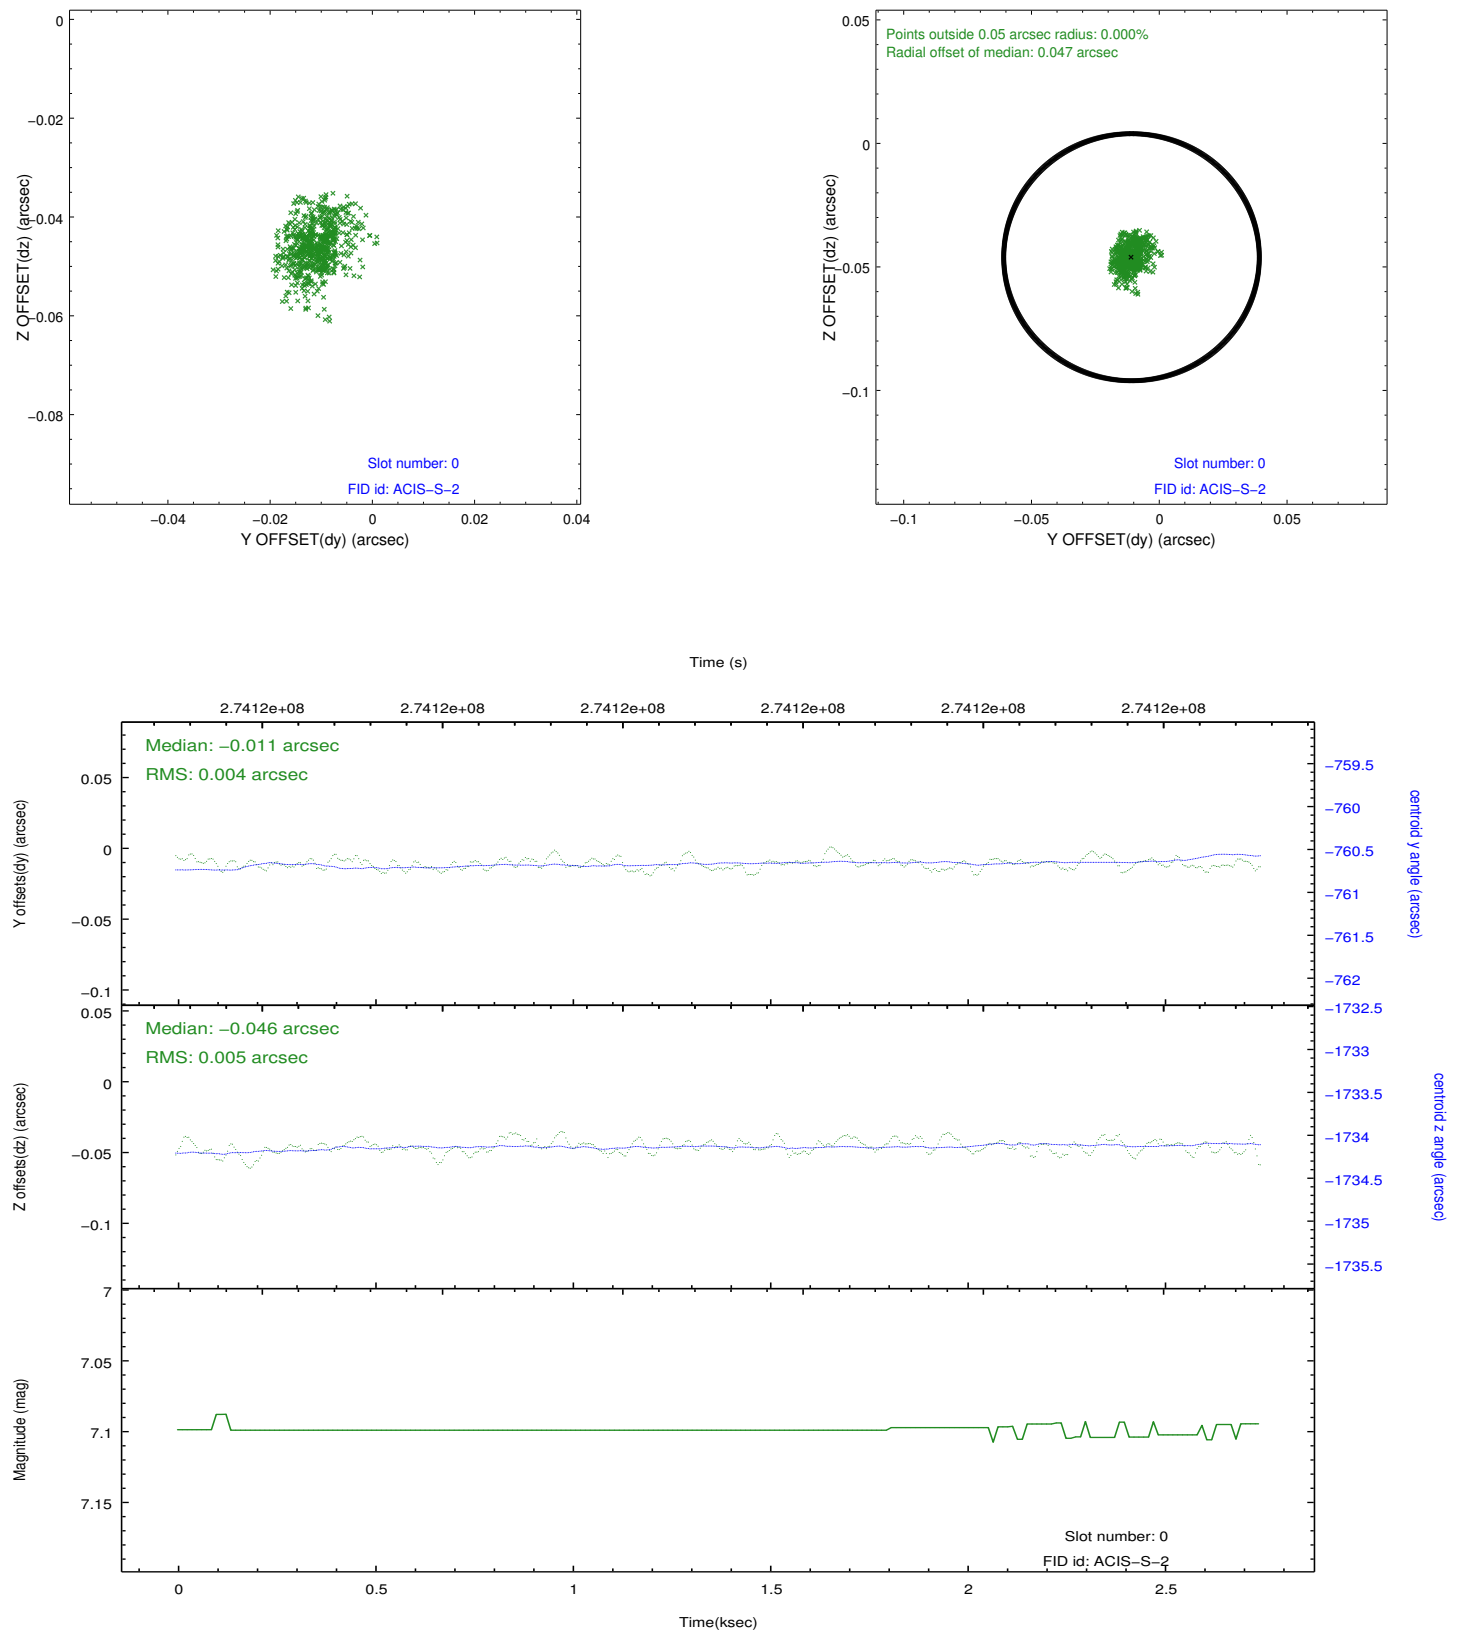 0
−0.02
−0.04
−0.06
−0.08
Z OFFSET(dz) (arcsec)
Slot number: 0
FID id: ACIS−S−2
−0.04
−0.02
0
0.02
0.04
Y OFFSET(dy) (arcsec)
Points outside 0.05 arcsec radius: 0.000%
Radial offset of median: 0.047 arcsec
0.05
0
−0.05
−0.1
Z OFFSET(dz) (arcsec)
Slot number: 0
FID id: ACIS−S−2
−0.1
−0.05
0
0.05
Y OFFSET(dy) (arcsec)
Time (s)
2.7412e+08
2.7412e+08
2.7412e+08
2.7412e+08
2.7412e+08
2.7412e+08
Median: −0.011 arcsec
RMS: 0.004 arcsec
0.05
0
−0.05
−0.1
Y offsets(dy) (arcsec)
−759.5
−760
−760.5
−761
−761.5
−762
centroid y angle (arcsec)
Median: −0.046 arcsec
RMS: 0.005 arcsec
0.05
0
−0.05
−0.1
Z offsets(dz) (arcsec)
−1732.5
−1733
−1733.5
−1734
−1734.5
−1735
−1735.5
centroid z angle (arcsec)
7
7.05
7.1
7.15
Magnitude (mag)
Slot number: 0
FID id: ACIS−S−2
0
0.5
1
1.5
2
2.5
Time(ksec)